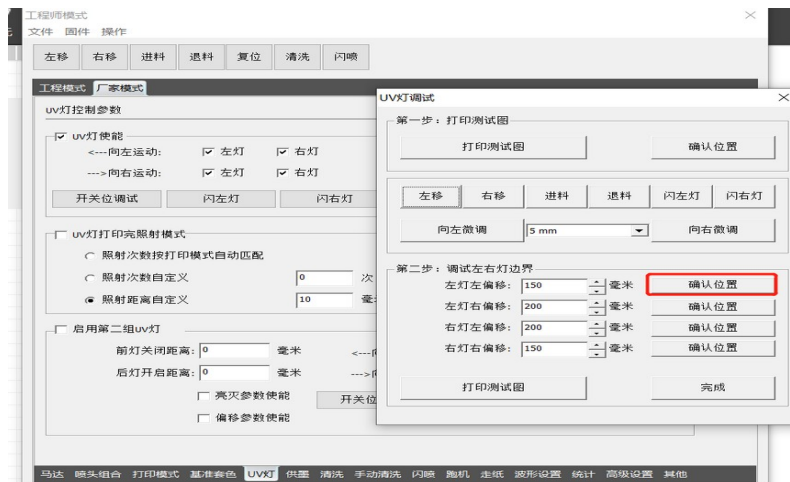 工程师模式
文件 固件 操作
左移 右移 进料 退料 复位 清洗 闪喷
工程模式 厂家模式
UV灯控制参数
UV灯使能
<---向左运动: 左灯 右灯
--->向右运动: 左灯 右灯
开关位调试 闪左灯 闪右灯
UV灯打印完照射模式
照射次数按打印模式自动匹配
照射次数自定义 0 次
照射距离自定义 10
启用第二组UV灯
前灯关闭距离: 0 毫米
后灯开启距离: 0 毫米
亮灭参数使能 开关位
偏移参数使能
UV灯调试
第一步：打印测试图
打印测试图 确认位置
左移 右移 进料 退料 闪左灯 闪右灯
向左微调 5 mm 向右微调
第二步：调试左右灯边界
左灯左偏移: 150 毫米 确认位置
左灯右偏移: 200 毫米 确认位置
右灯左偏移: 200 毫米 确认位置
右灯右偏移: 150 毫米 确认位置
打印测试图 完成
马达 喷头组合 打印模式 基准套色 UV灯 供墨 清洗 手动清洗 闪喷 跑机 走纸 波形设置 统计 高级设置 其他